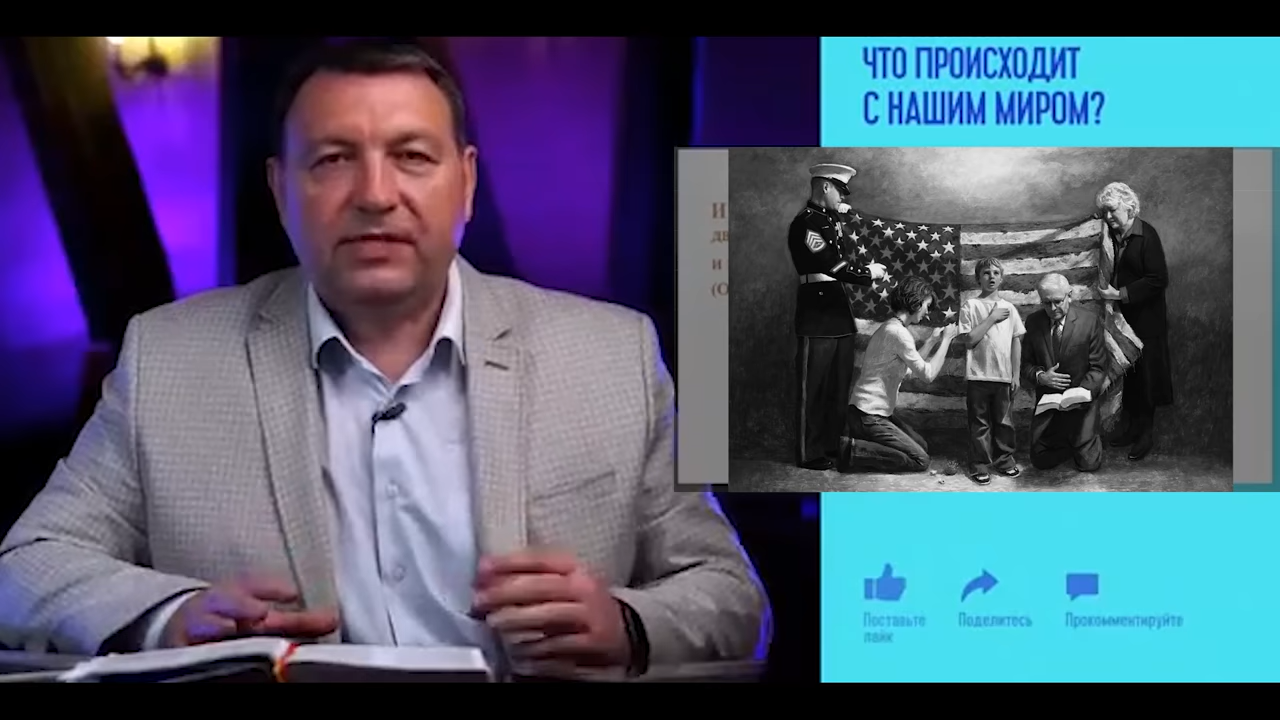 ЧТО ПРОИСХОДИТ
С НАШИМ МИРОМ?
Поставьте
лайк
Поделитесь
Прокомментируйте